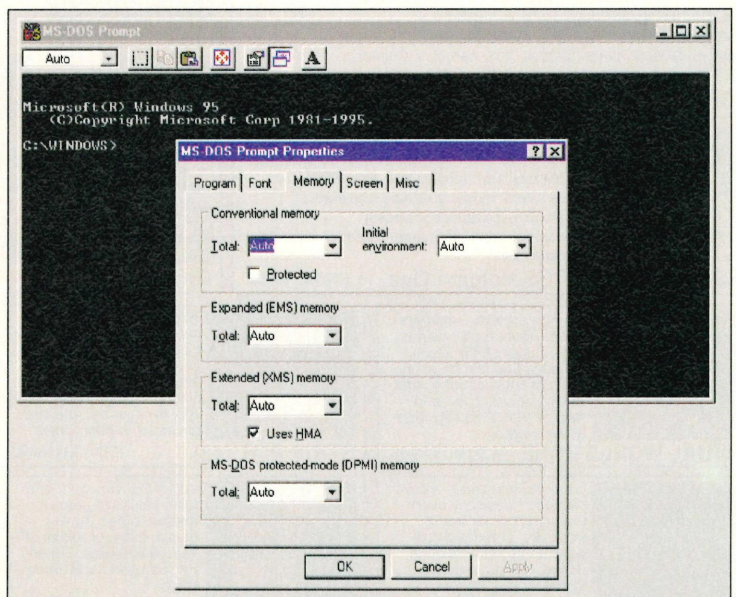 MS-DOS Prompt
Auto
A
Microsoft(R) Windows 95
(C)Copyright Microsoft Corp 1981-1995.
C:\WINDOWS>
MS-DOS Prompt Properties
Program Font Memory Screen Misc
Conventional memory
Total: Auto
Initial environment: Auto
Protected
Expanded (EMS) memory
Total: Auto
Extended (XMS) memory
Total: Auto
Uses HMA
MS-DOS protected-mode (DPMI) memory
Total: Auto
OK Cancel Apply